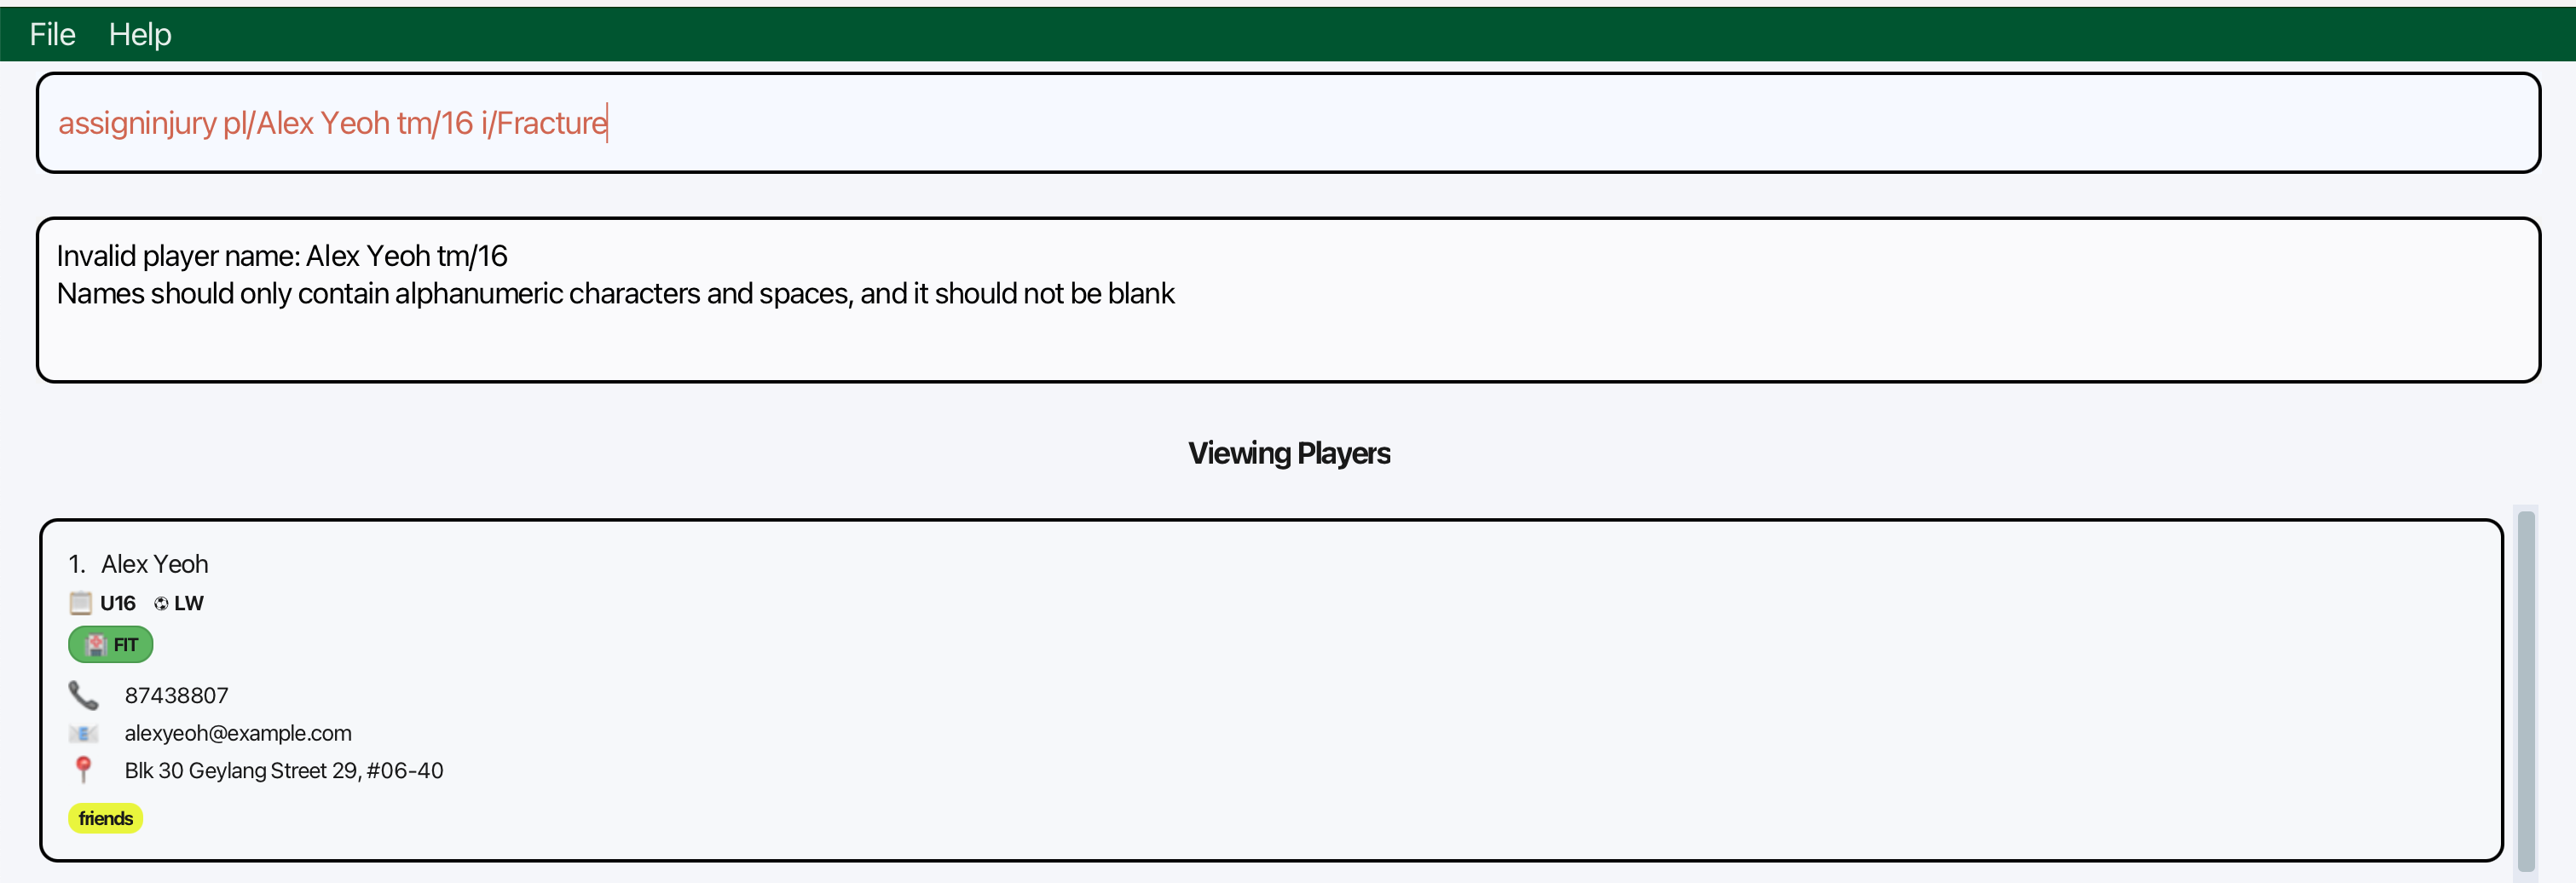 File Help
assigninjury pl/Alex Yeoh tm/16 i/Fracture
Invalid player name: Alex Yeoh tm/16
Names should only contain alphanumeric characters and spaces, and it should not be blank
Viewing Players
1. Alex Yeoh
U16 LW
FIT
87438807
alexyeoh@example.com
Blk 30 Geylang Street 29, #06-40
friends